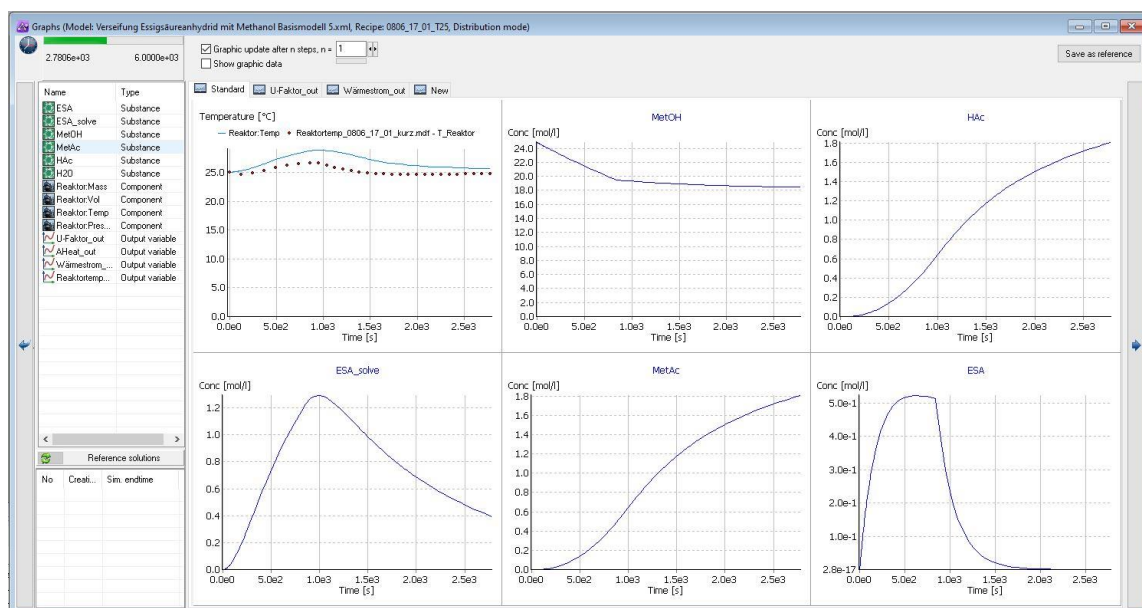 Graphs (Model: Verseifung Essigsäureanhydrid mit Methanol Basismodell 5.xml, Recipe: 0806_17_01_T25, Distribution mode)
2.7806e+03 6.0000e+03
Graphic update after n steps, n = 1
Show graphic data
Save as reference
Name Type
ESA Substance
ESA_solve Substance
MetOH Substance
MetAc Substance
HAc Substance
H2O Substance
Reaktor:Mass Component
Reaktor:Vol Component
Reaktor:Temp Component
Reaktor:Pres... Component
U-Faktor_out Output variable
AHeat_out Output variable
Wärmestrom_... Output variable
Reaktortemp... Output variable
Reference solutions
No Creati... Sim. endtime
Standard U-Faktor_out Wärmestrom_out New
Temperature [°C]
Reaktor:Temp Reaktortemp_0806_17_01_kurz.mdf - T_Reaktor
25.0
20.0
15.0
10.0
5.0
0.0
0.0e0 5.0e2 1.0e3 1.5e3 2.0e3 2.5e3
Time [s]
MetOH
Conc [mol/l]
24.0
22.0
20.0
18.0
16.0
14.0
12.0
10.0
8.0
6.0
4.0
2.0
0.0
0.0e0 5.0e2 1.0e3 1.5e3 2.0e3 2.5e3
Time [s]
HAc
Conc [mol/l]
1.8
1.6
1.4
1.2
1.0
0.8
0.6
0.4
0.2
0.0
0.0e0 5.0e2 1.0e3 1.5e3 2.0e3 2.5e3
Time [s]
ESA_solve
Conc [mol/l]
1.2
1.0
0.8
0.6
0.4
0.2
0.0
0.0e0 5.0e2 1.0e3 1.5e3 2.0e3 2.5e3
Time [s]
MetAc
Conc [mol/l]
1.8
1.6
1.4
1.2
1.0
0.8
0.6
0.4
0.2
0.0
0.0e0 5.0e2 1.0e3 1.5e3 2.0e3 2.5e3
Time [s]
ESA
Conc [mol/l]
5.0e-1
4.0e-1
3.0e-1
2.0e-1
1.0e-1
2.8e-17
0.0e0 5.0e2 1.0e3 1.5e3 2.0e3 2.5e3
Time [s]